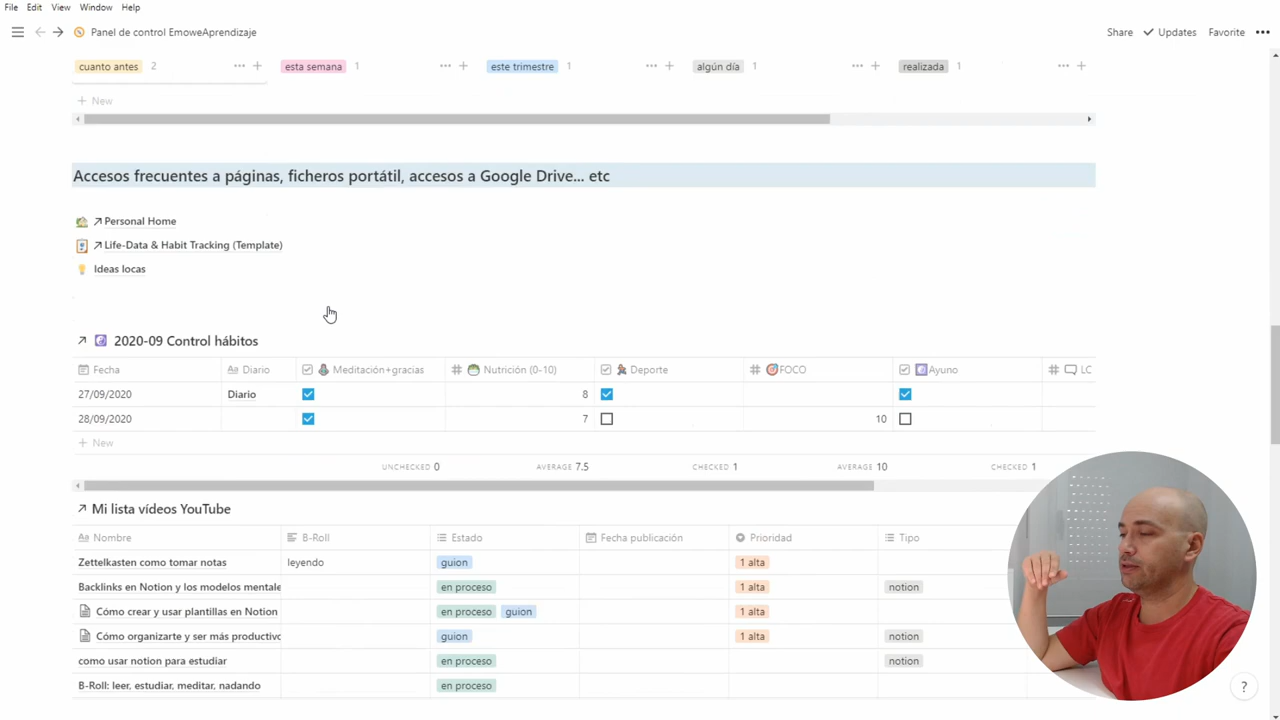 File Edit View Window Help
Panel de control EmoweAprendizaje Share Updates Favorite
cuanto antes 2 esta semana 1 este trimestre 1 algún día 1 realizada 1
New
Accesos frecuentes a páginas, ficheros portátil, accesos a Google Drive... etc
Personal Home
Life-Data & Habit Tracking (Template)
Ideas locas
2020-09 Control hábitos
Fecha Aa Diario Meditación+gracias # Nutrición (0-10) Deporte # FOCO Ayuno # LC
27/09/2020 Diario 8
28/09/2020 7 10
New
UNCHECKED 0 AVERAGE 7.5 CHECKED 1 AVERAGE 10 CHECKED 1
Mi lista vídeos YouTube
Aa Nombre B-Roll Estado Fecha publicación Prioridad Tipo
Zettelkasten como tomar notas leyendo guion 1 alta
Backlinks en Notion y los modelos mentale en proceso 1 alta notion
Cómo crear y usar plantillas en Notion en proceso guion 1 alta
Cómo organizarte y ser más productivo guion 1 alta notion
como usar notion para estudiar en proceso notion
B-Roll: leer, estudiar, meditar, nadando en proceso
?